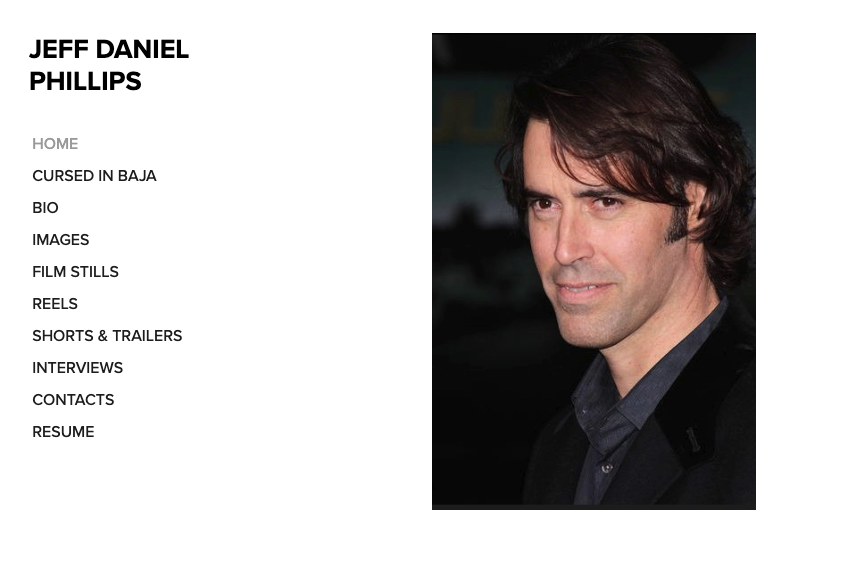 JEFF DANIEL
PHILLIPS
HOME
CURSED IN BAJA
BIO
IMAGES
FILM STILLS
REELS
SHORTS & TRAILERS
INTERVIEWS
CONTACTS
RESUME